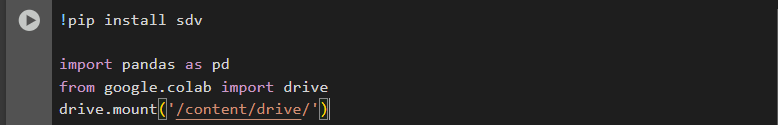 !pip install sdv
import pandas as pd
from google.colab import drive
drive.mount('/content/drive/')